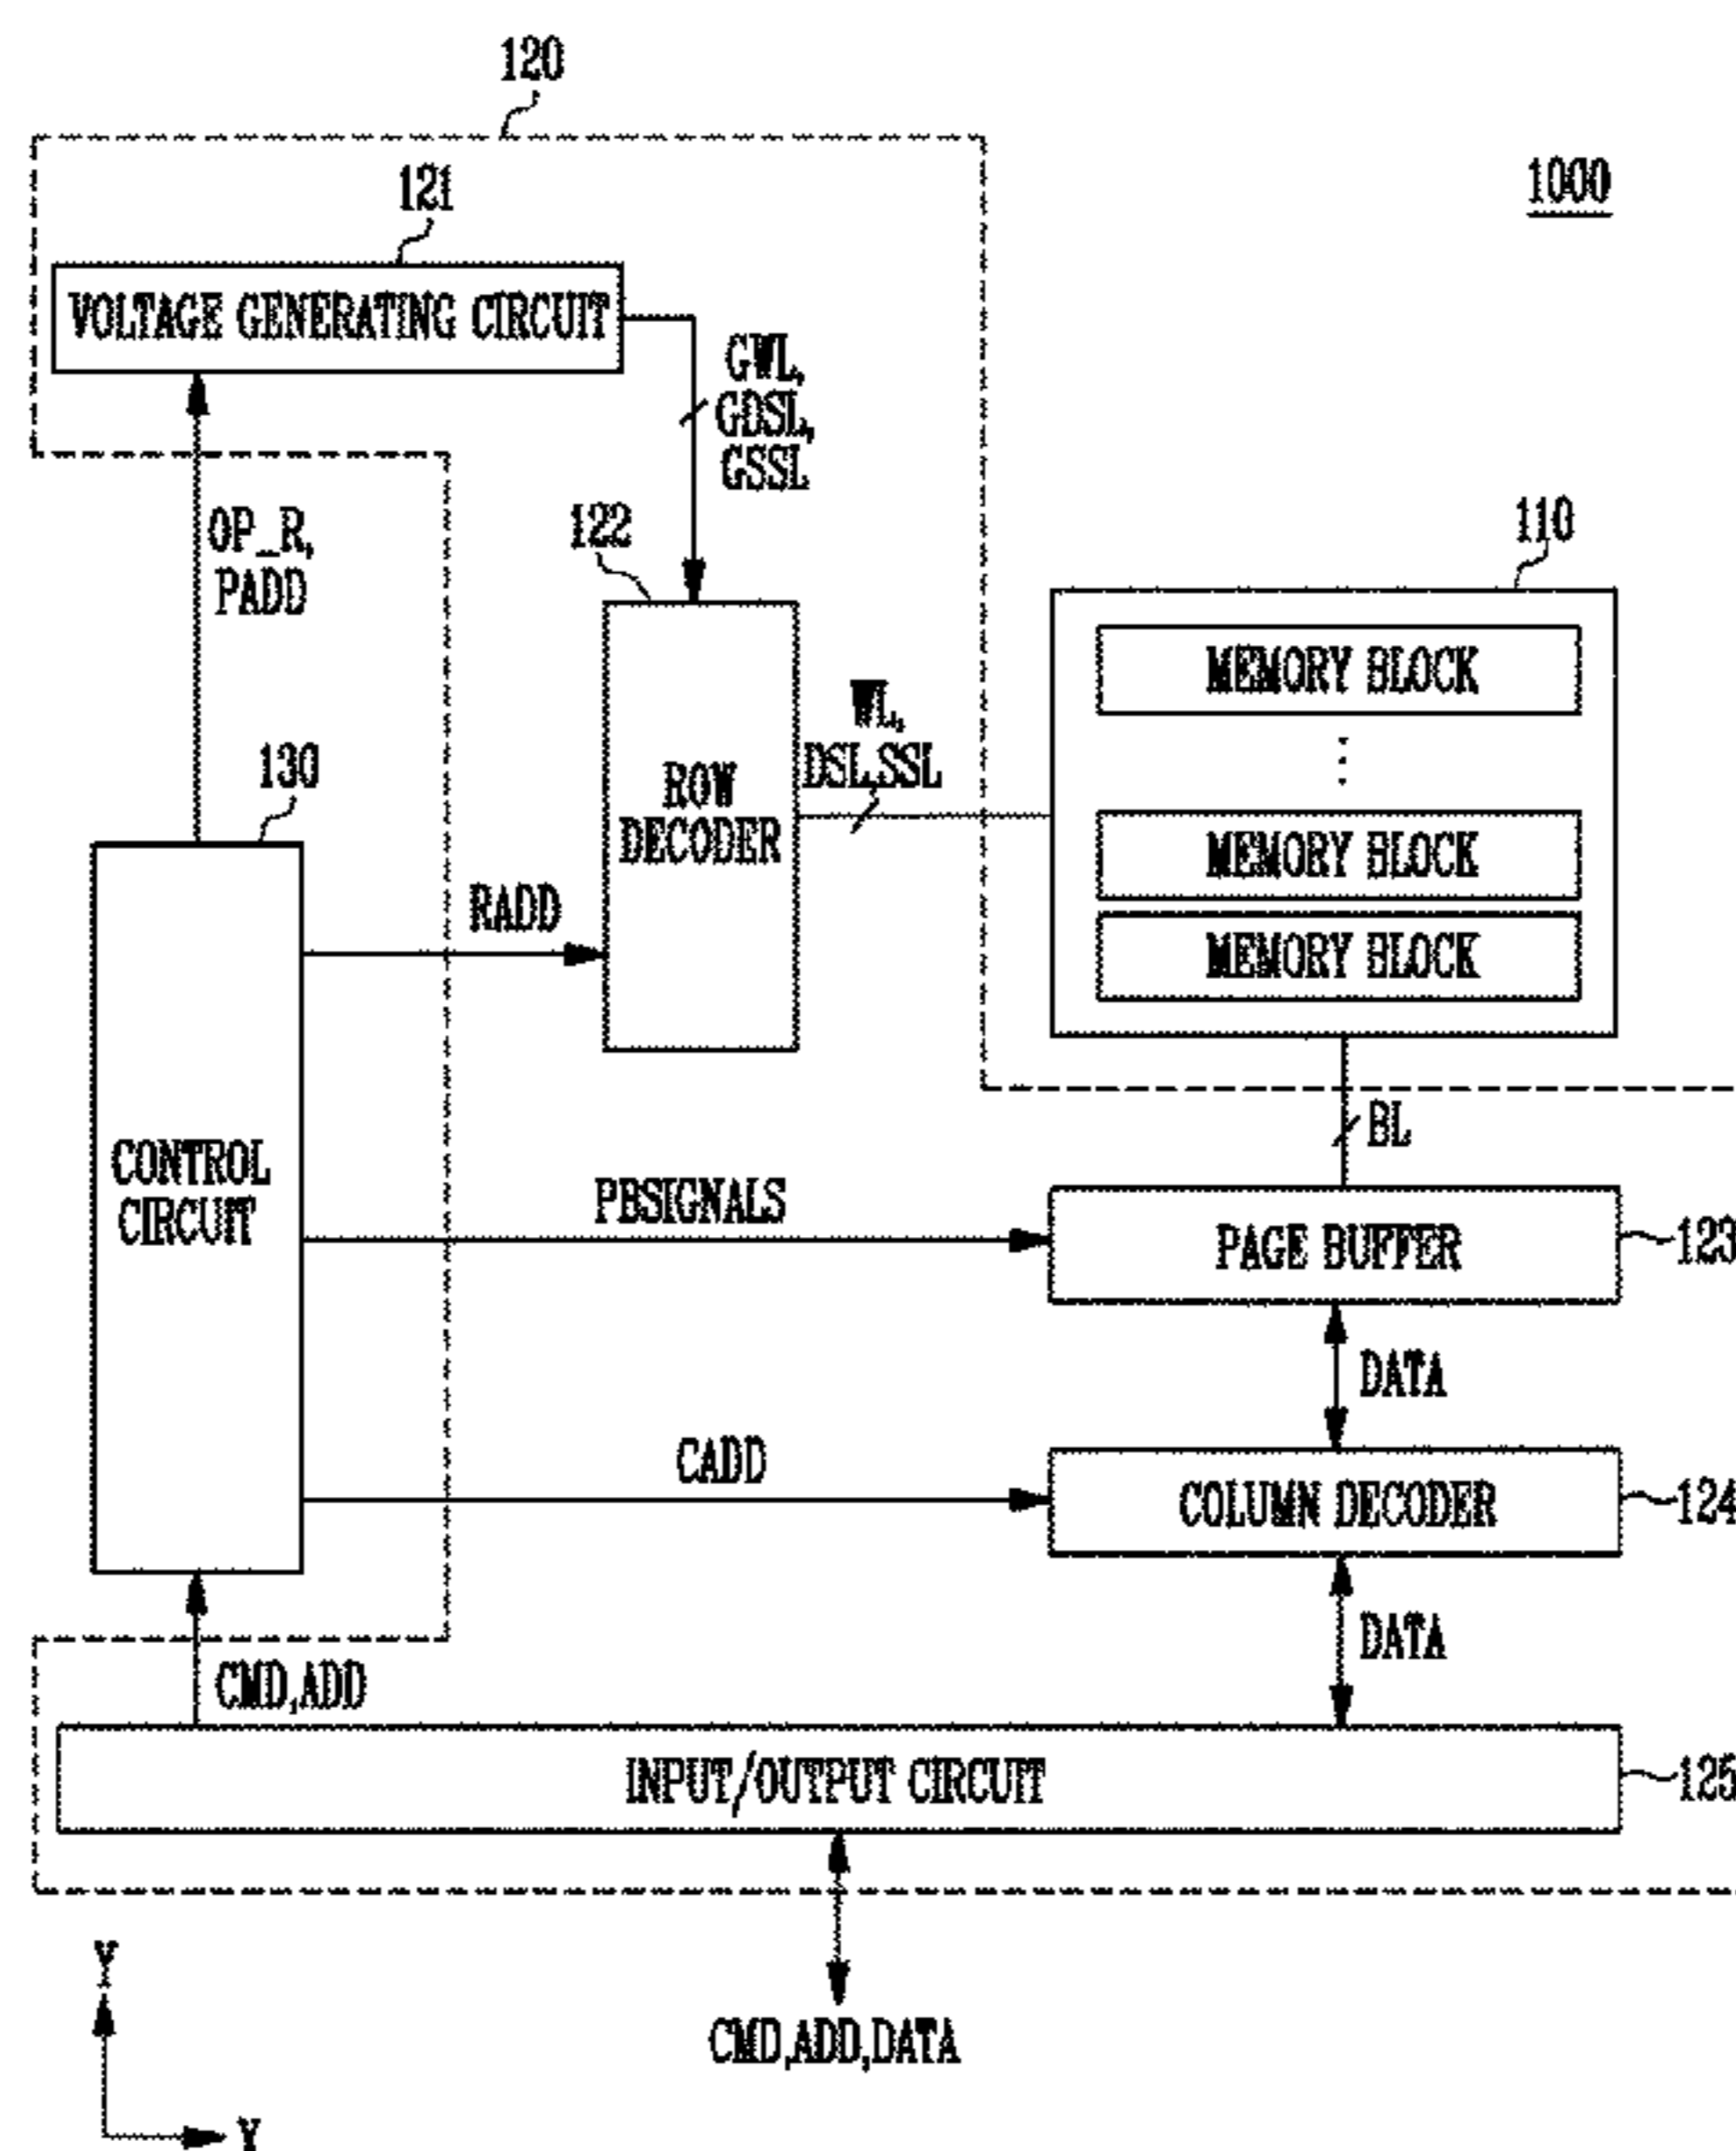 120
1000
121
VOLTAGE GENERATING CIRCUIT
GWL,
GDSL,
GSSL
OP_R,
PADD
122
110
MEMORY BLOCK
WL,
DSL,SSL
ROW
DECODER
130
MEMORY BLOCK
RADD
MEMORY BLOCK
BL
CONTROL
CIRCUIT
PBSIGNALS
PAGE BUFFER
123
DATA
CADD
COLUMN DECODER
124
DATA
CMD,ADD
INPUT/OUTPUT CIRCUIT
125
CMD,ADD,DATA
Y